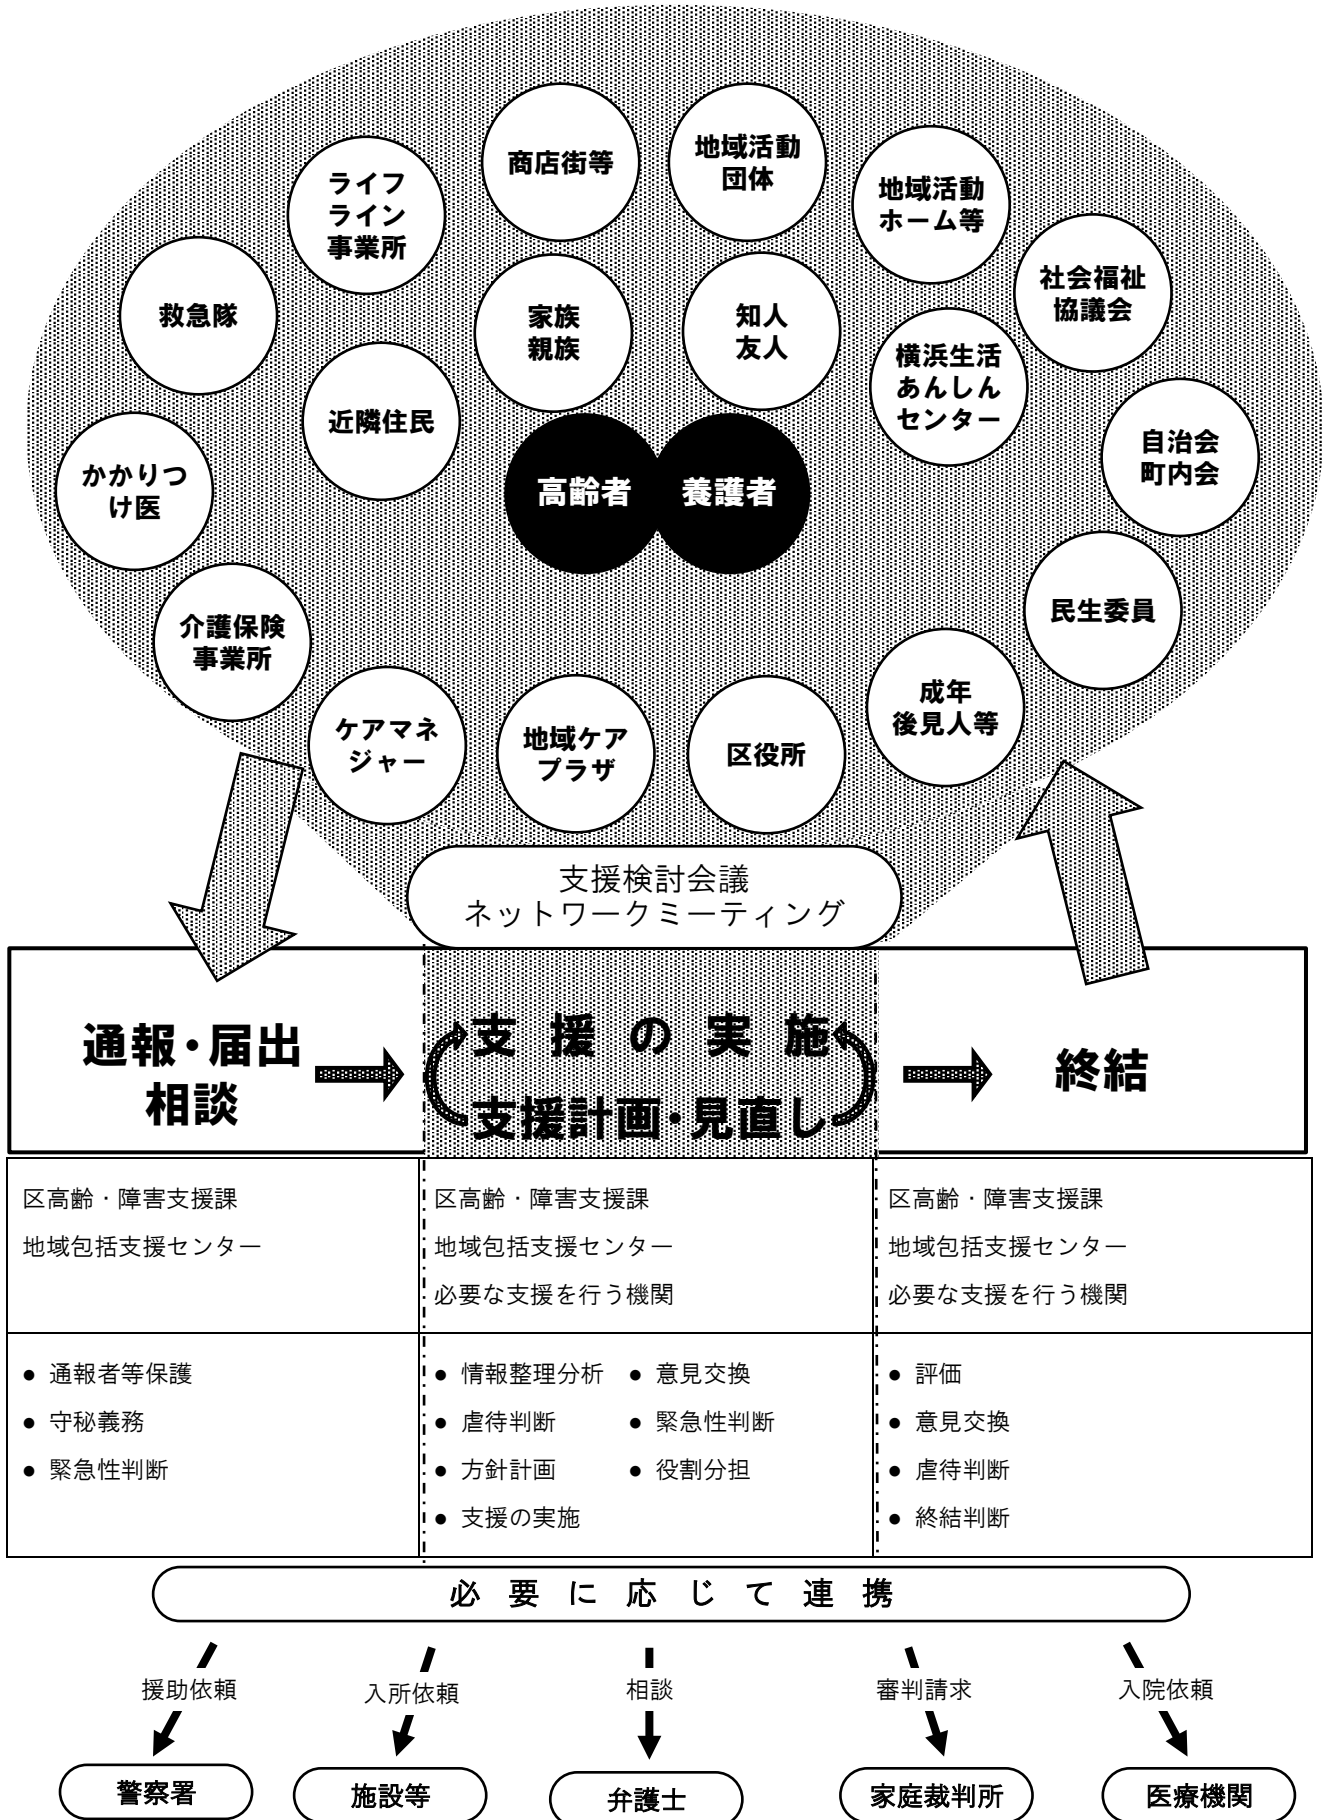 商店街等
地域活動
団体
ライフ
ライン
事業所
地域活動
ホーム等
社会福祉
協議会
救急隊
家族
親族
知人
友人
横浜生活
あんしん
センター
近隣住民
自治会
町内会
かかりつ
け医
高齢者
養護者
民生委員
介護保険
事業所
成年
後見人等
ケアマネ
ジャー
地域ケア
プラザ
区役所
支援検討会議
ネットワークミーティング
通報・届出
相談
支援の実施
支援計画・見直し
終結
区高齢・障害支援課
地域包括支援センター
区高齢・障害支援課
地域包括支援センター
必要な支援を行う機関
区高齢・障害支援課
地域包括支援センター
必要な支援を行う機関
● 通報者等保護
● 守秘義務
● 緊急性判断
● 情報整理分析
● 虐待判断
● 方針計画
● 支援の実施
● 意見交換
● 緊急性判断
● 役割分担
● 評価
● 意見交換
● 虐待判断
● 終結判断
必要に応じて連携
援助依頼
入所依頼
相談
審判請求
入院依頼
警察署
施設等
弁護士
家庭裁判所
医療機関